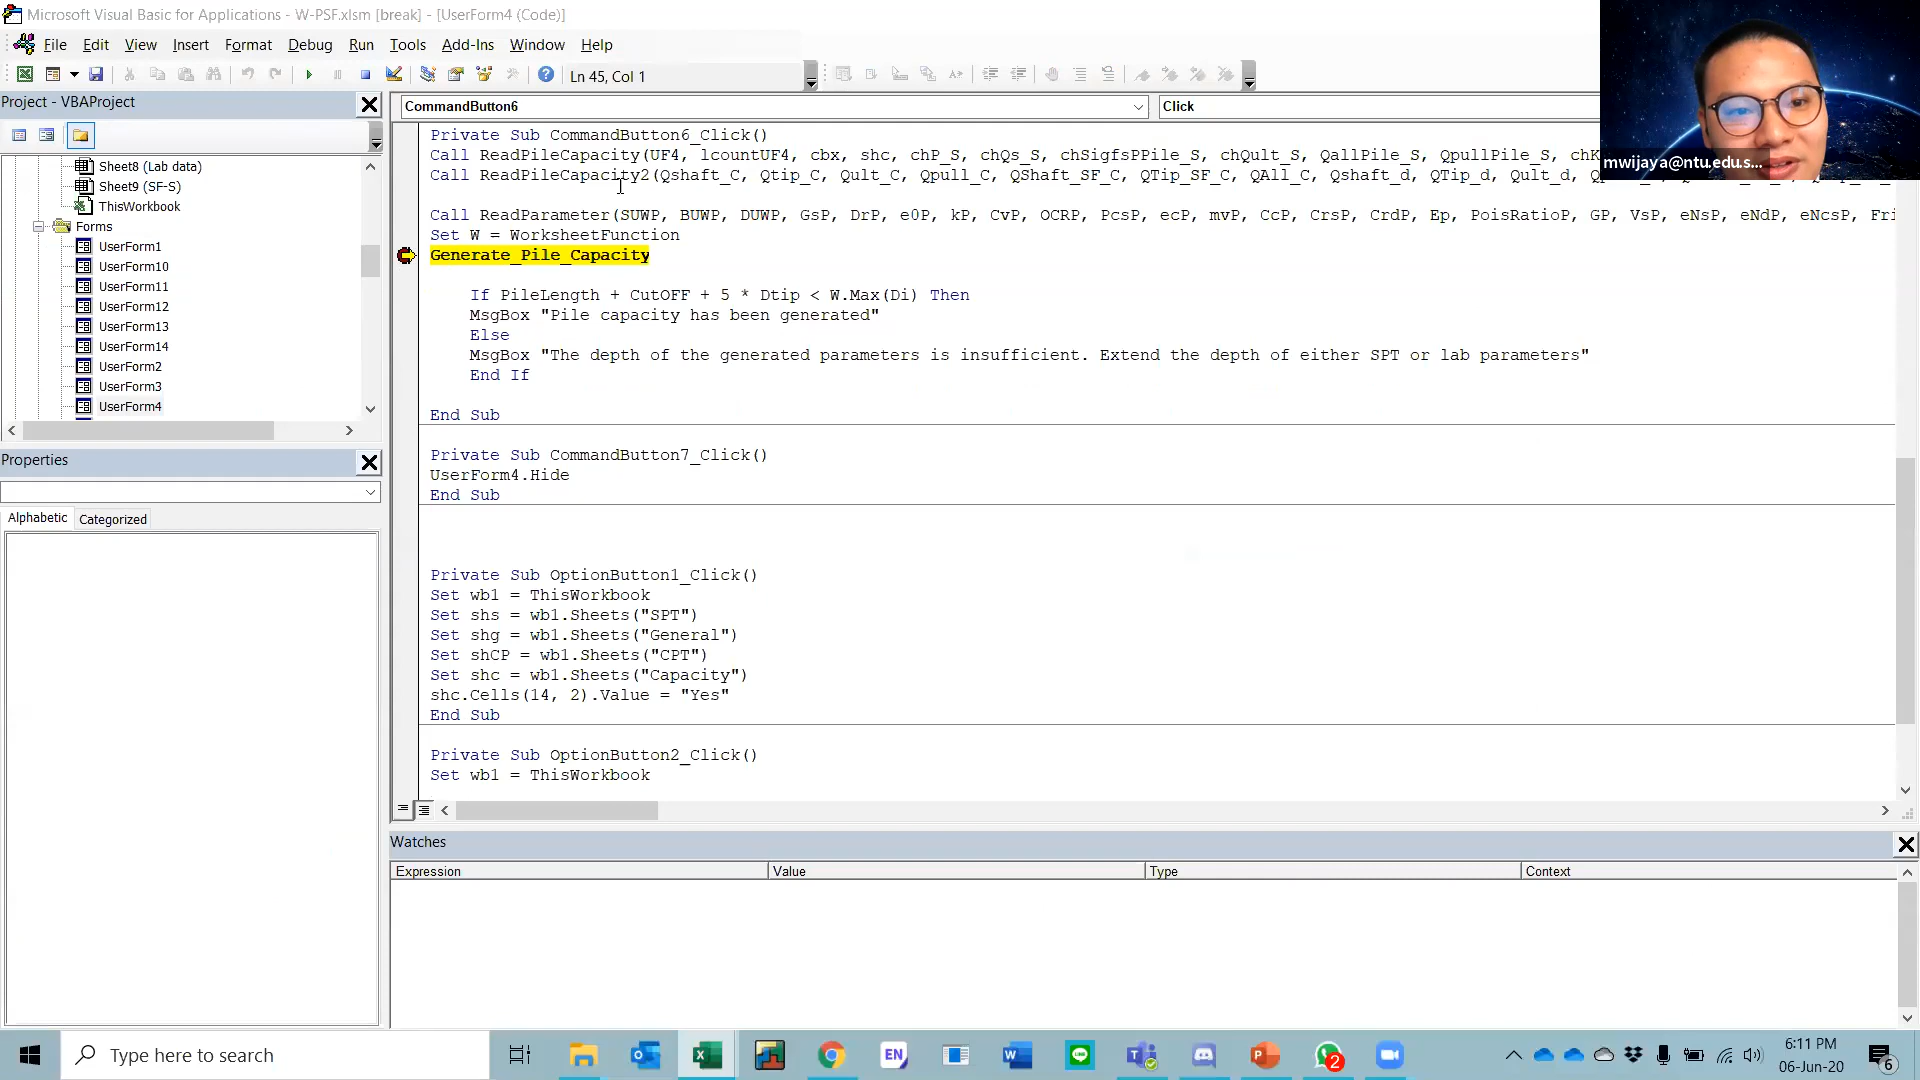 Microsoft Visual Basic for Applications - W-PSF.xlsm [break] - [UserForm4 (Code)]
File Edit View Insert Format Debug Run Tools Add-Ins Window Help
Ln 45, Col 1
Project - VBAProject
Sheet8 (Lab data)
Sheet9 (SF-S)
ThisWorkbook
Forms
UserForm1
UserForm10
UserForm11
UserForm12
UserForm13
UserForm14
UserForm2
UserForm3
UserForm4
Properties
Alphabetic Categorized
CommandButton6 Click
mwijaya@ntu.edu.s...
Private Sub CommandButton6_Click()
Call ReadPileCapacity(UF4, lcountUF4, cbx, shc, chP_S, chQs_S, chSigfsPPile_S, chQult_S, QallPile_S, QpullPile_S,
Call ReadPileCapacity2(Qshaft_C, Qtip_C, Qult_C, Qpull_C, QShaft_SF_C, QTip_SF_C, QAll_C, Qshaft_d, QTip_d, Qult_d,
Call ReadParameter(SUWP, BUWP, DUWP, GsP, DrP, e0P, kP, CvP, OCRP, PcsP, ecP, mvP, CcP, CrsP, CrdP, Ep, PoisRatioP, GP, VsP, eNsP, eNdP, eNcsP, Fri
Set W = WorksheetFunction
Generate_Pile_Capacity
If PileLength + CutOFF + 5 * Dtip < W.Max(Di) Then
MsgBox "Pile capacity has been generated"
Else
MsgBox "The depth of the generated parameters is insufficient. Extend the depth of either SPT or lab parameters"
End If
End Sub
Private Sub CommandButton7_Click()
UserForm4.Hide
End Sub
Private Sub OptionButton1_Click()
Set wb1 = ThisWorkbook
Set shs = wb1.Sheets("SPT")
Set shg = wb1.Sheets("General")
Set shCP = wb1.Sheets("CPT")
Set shc = wb1.Sheets("Capacity")
shc.Cells(14, 2).Value = "Yes"
End Sub
Private Sub OptionButton2_Click()
Set wb1 = ThisWorkbook
Watches
Expression Value Type Context
Type here to search
EN
2
6:11 PM
06-Jun-20
6